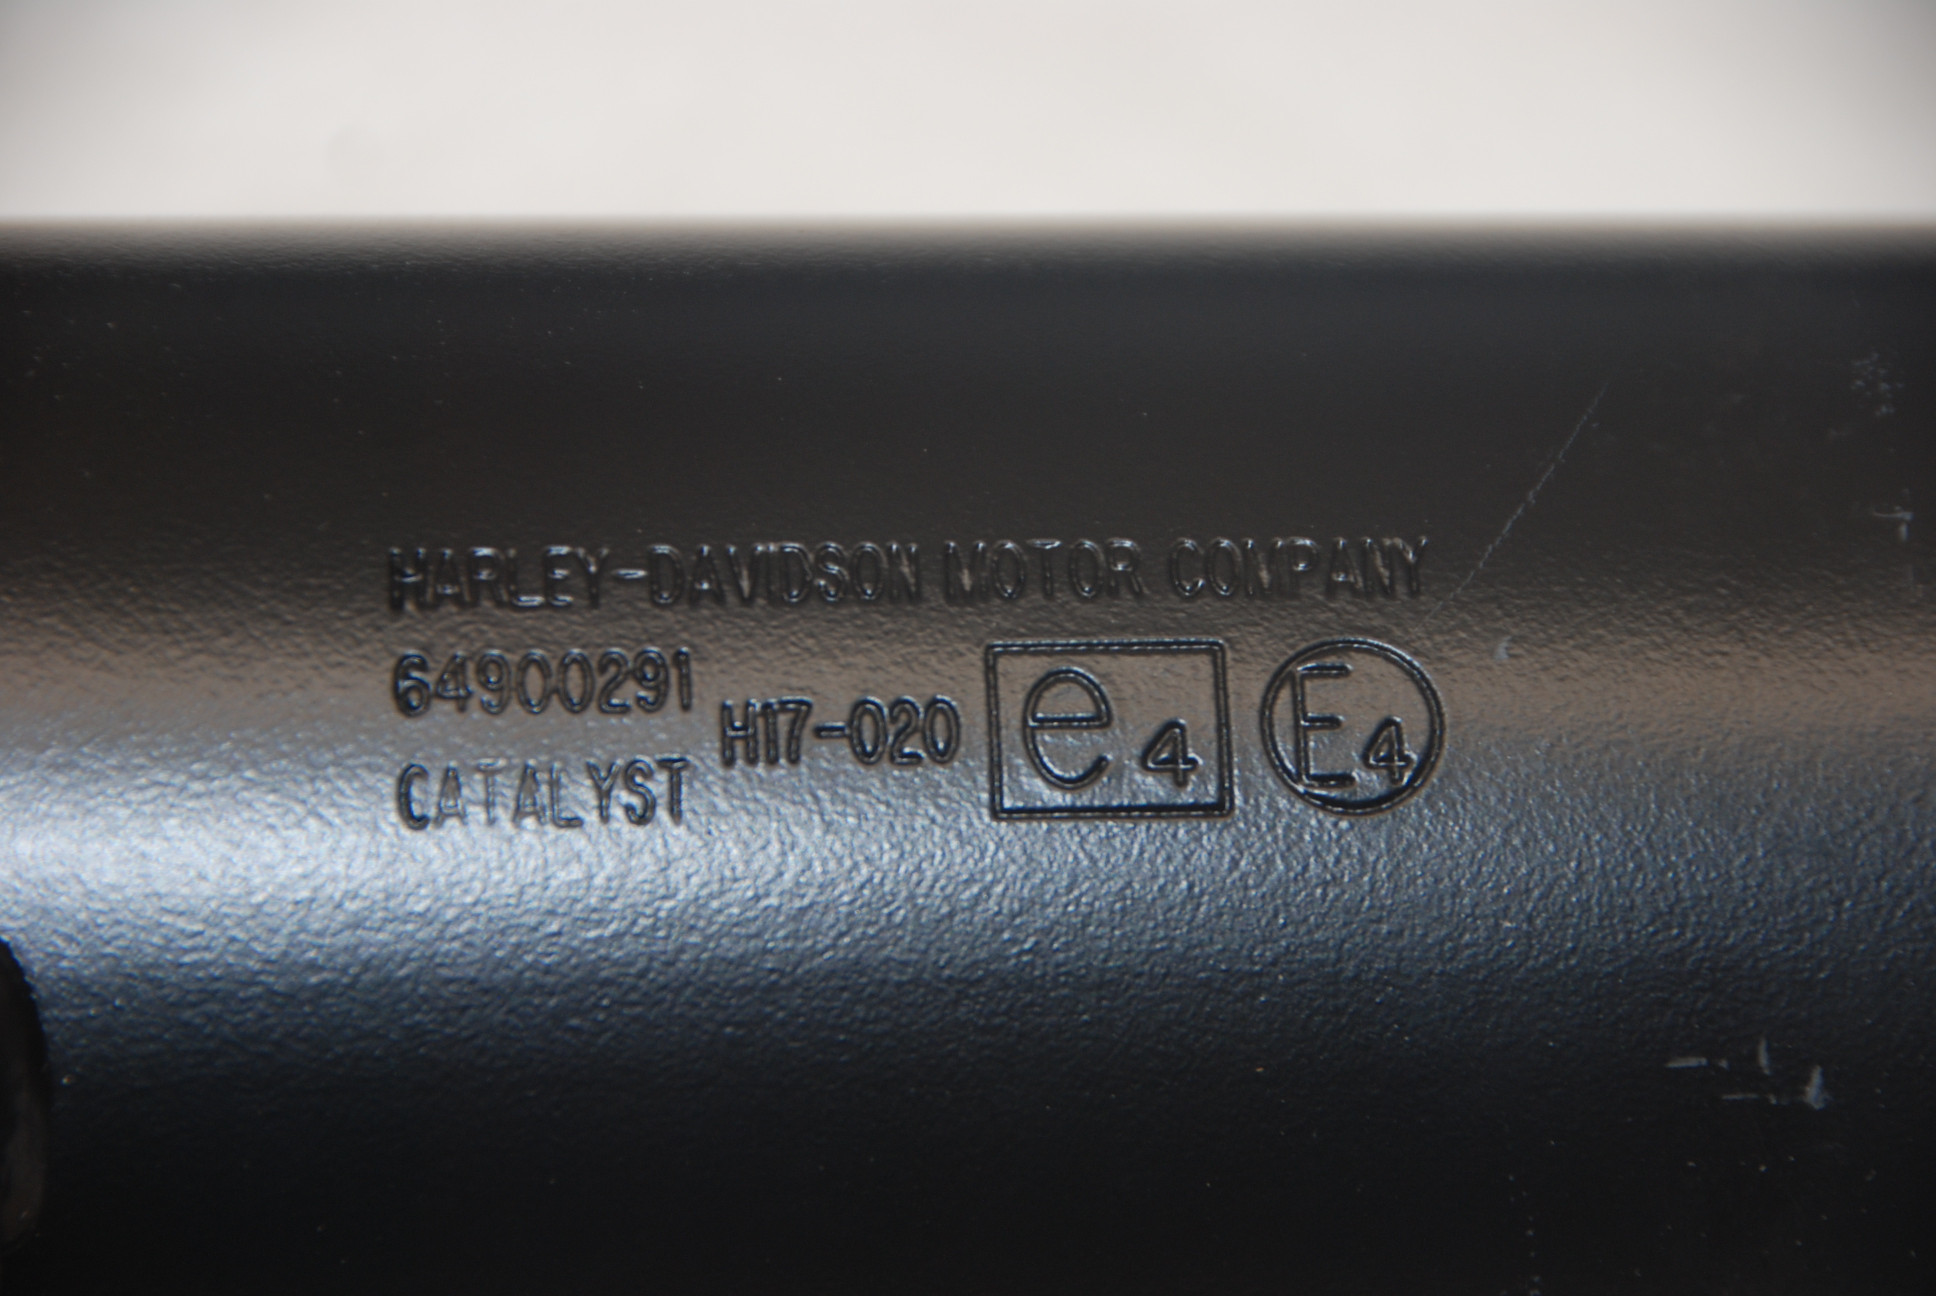 HARLEY-DAVIDSON MOTOR COMPANY
64900291
H17-020 e4 E4
CATALYST